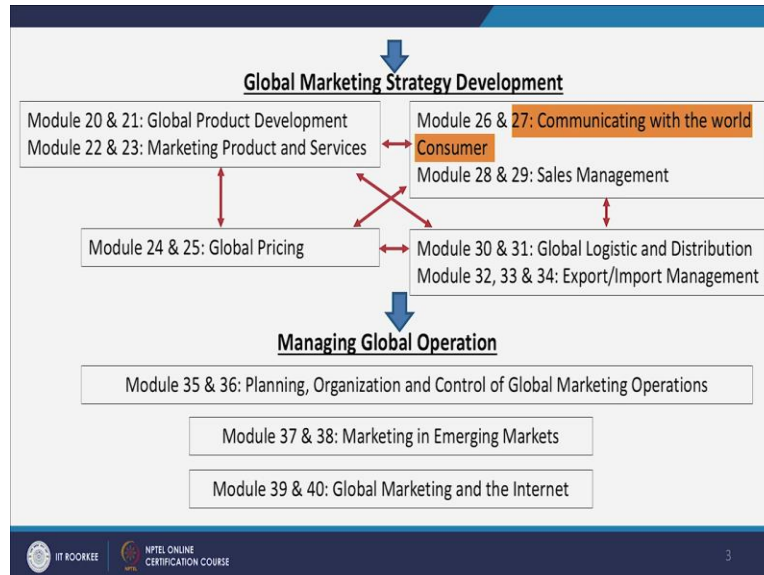 Global Marketing Strategy Development
Module 20 & 21: Global Product Development
Module 22 & 23: Marketing Product and Services
Module 26 & 27: Communicating with the world
Consumer
Module 28 & 29: Sales Management
Module 24 & 25: Global Pricing
Module 30 & 31: Global Logistic and Distribution
Module 32, 33 & 34: Export/Import Management
Managing Global Operation
Module 35 & 36: Planning, Organization and Control of Global Marketing Operations
Module 37 & 38: Marketing in Emerging Markets
Module 39 & 40: Global Marketing and the Internet
IIT ROORKEE
NPTEL ONLINE
CERTIFICATION COURSE
3